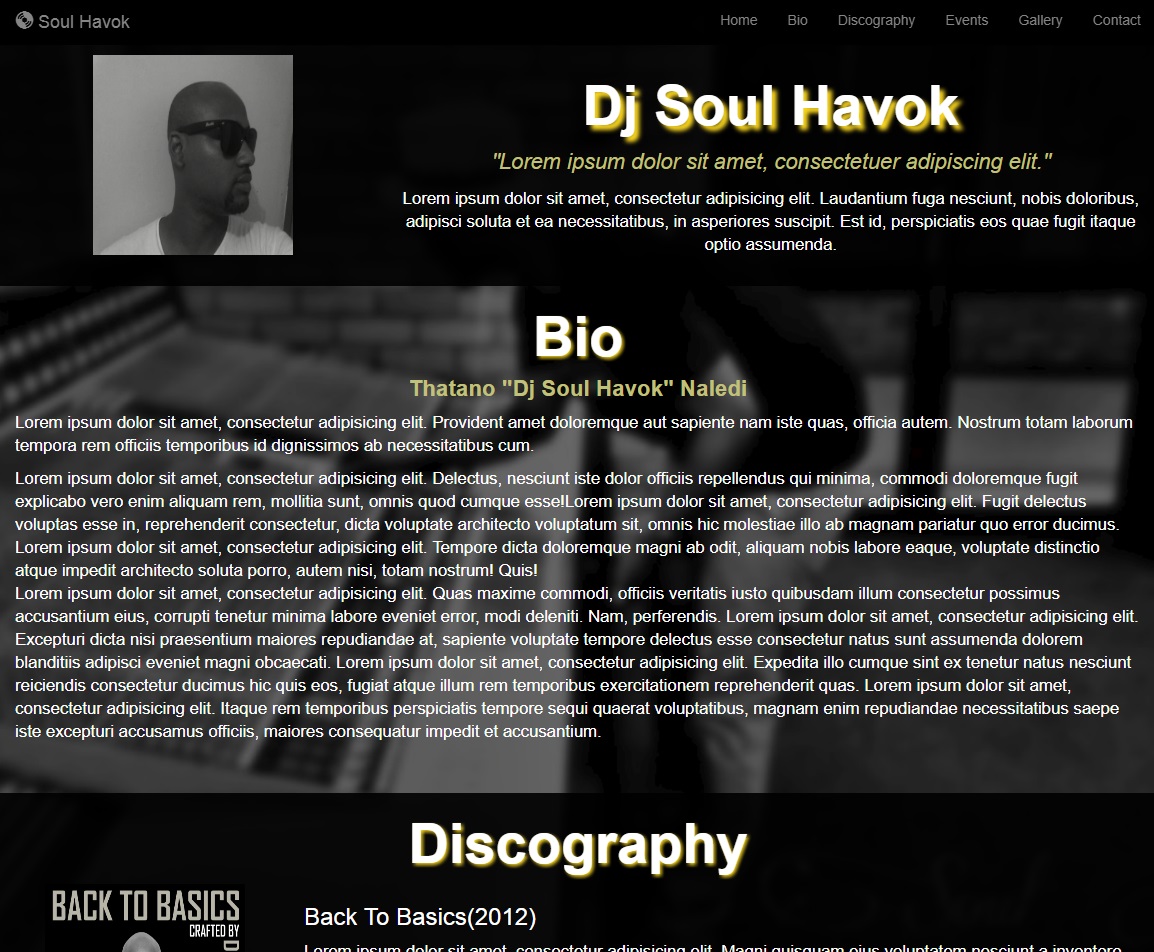 Soul Havok
Home Bio Discography Events Gallery Contact
Dj Soul Havok
"Lorem ipsum dolor sit amet, consectetuer adipiscing elit."
Lorem ipsum dolor sit amet, consectetur adipisicing elit. Laudantium fuga nesciunt, nobis doloribus,
adipisci soluta et ea necessitatibus, in asperiores suscipit. Est id, perspiciatis eos quae fugit itaque
optio assumenda.
Bio
Thatano "Dj Soul Havok" Naledi
Lorem ipsum dolor sit amet, consectetur adipisicing elit. Provident amet doloremque aut sapiente nam iste quas, officia autem. Nostrum totam laborum
tempora rem officiis temporibus id dignissimos ab necessitatibus cum.
Lorem ipsum dolor sit amet, consectetur adipisicing elit. Delectus, nesciunt iste dolor officiis repellendus qui minima, commodi doloremque fugit
explicabo vero enim aliquam rem, mollitia sunt, omnis quod cumque esse!Lorem ipsum dolor sit amet, consectetur adipisicing elit. Fugit delectus
voluptas esse in, reprehenderit consectetur, dicta voluptate architecto voluptatum sit, omnis hic molestiae illo ab magnam pariatur quo error ducimus.
Lorem ipsum dolor sit amet, consectetur adipisicing elit. Tempore dicta doloremque magni ab odit, aliquam nobis labore eaque, voluptate distinctio
atque impedit architecto soluta porro, autem nisi, totam nostrum! Quis!
Lorem ipsum dolor sit amet, consectetur adipisicing elit. Quas maxime commodi, officiis veritatis iusto quibusdam illum consectetur possimus
accusantium eius, corrupti tenetur minima labore eveniet error, modi deleniti. Nam, perferendis. Lorem ipsum dolor sit amet, consectetur adipisicing elit.
Excepturi dicta nisi praesentium maiores repudiandae at, sapiente voluptate tempore delectus esse consectetur natus sunt assumenda dolorem
blanditiis adipisci eveniet magni obcaecati. Lorem ipsum dolor sit amet, consectetur adipisicing elit. Expedita illo cumque sint ex tenetur natus nesciunt
reiciendis consectetur ducimus hic quis eos, fugiat atque illum rem temporibus exercitationem reprehenderit quas. Lorem ipsum dolor sit amet,
consectetur adipisicing elit. Itaque rem temporibus perspiciatis tempore sequi quaerat voluptatibus, magnam enim repudiandae necessitatibus saepe
iste excepturi accusamus officiis, maiores consequatur impedit et accusantium.
Discography
BACK TO BASICS
CRAFTED BY
D
Back To Basics(2012)
Lorem ipsum dolor sit amet, consectetur adipisicing elit. Magni quisquam eius voluptatem nesciunt a inventore